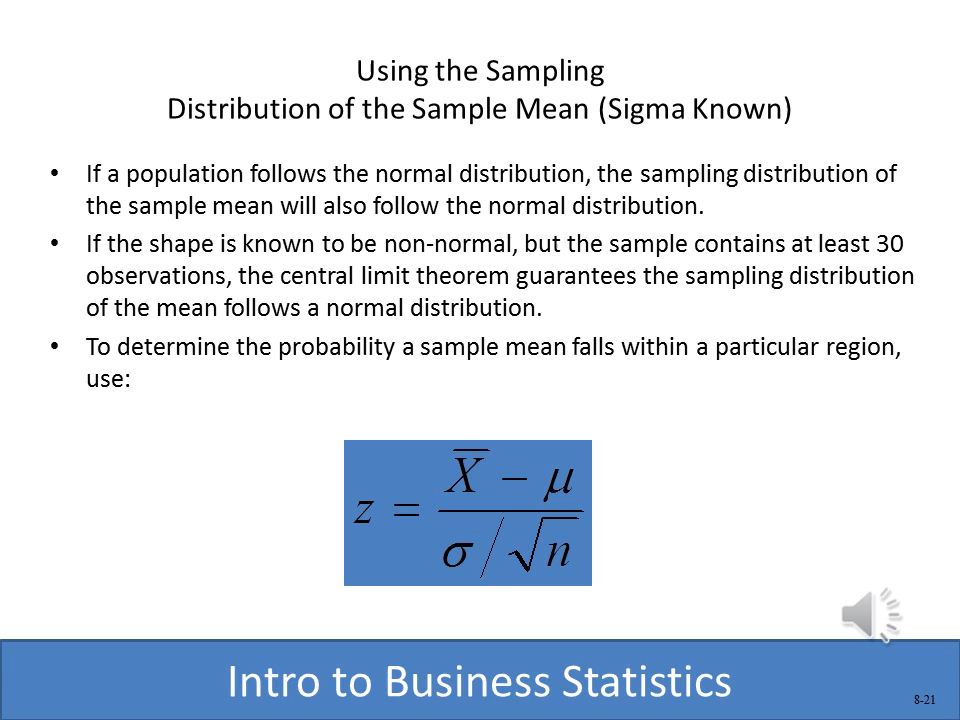 Using the Sampling
Distribution of the Sample Mean (Sigma Known)
• If a population follows the normal distribution, the sampling distribution of
the sample mean will also follow the normal distribution.
• If the shape is known to be non-normal, but the sample contains at least 30
observations, the central limit theorem guarantees the sampling distribution
of the mean follows a normal distribution.
• To determine the probability a sample mean falls within a particular region,
use:
z = (X̅ − μ) / (σ/√n)
Intro to Business Statistics
8-21